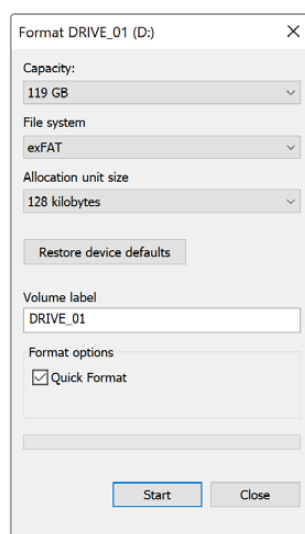 Format DRIVE_01 (D:)
Capacity:
119 GB
File system
exFAT
Allocation unit size
128 kilobytes
Restore device defaults
Volume label
DRIVE_01
Format options
Quick Format
Start Close